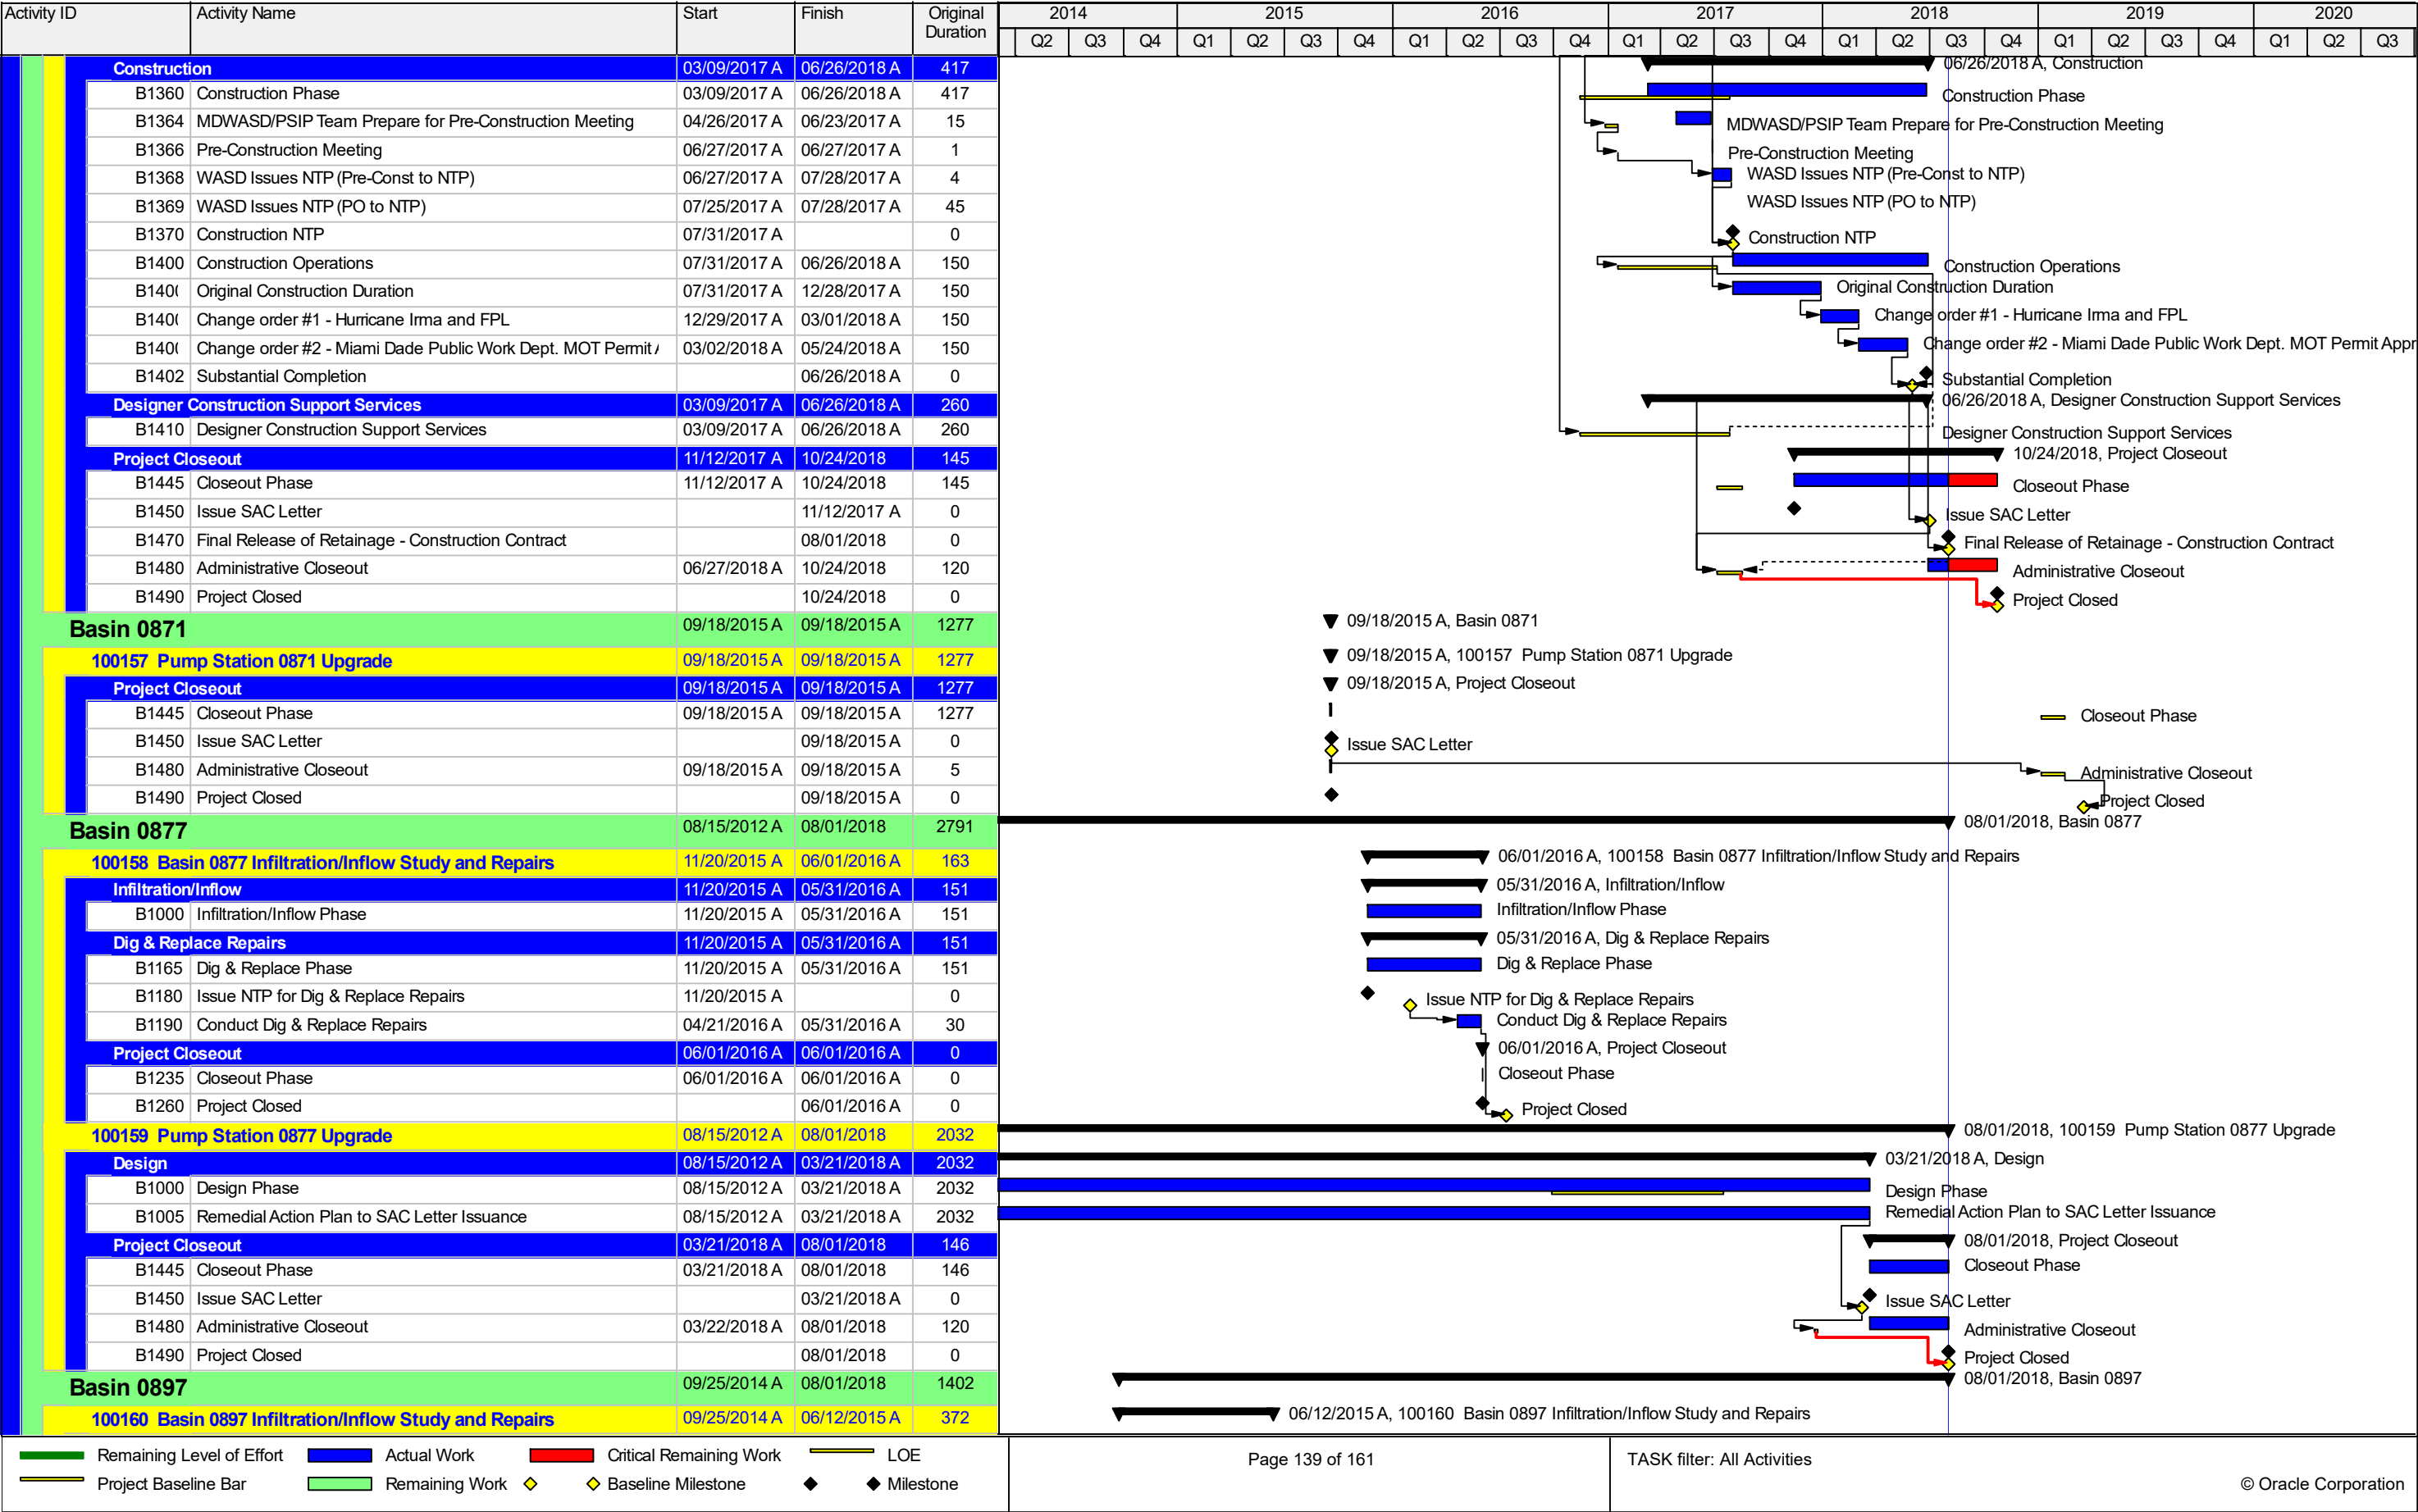 Activity ID Activity Name Start Finish Original Duration 2014 2015 2016 2017 2018 2019 2020
Q2 Q3 Q4 Q1 Q2 Q3 Q4 Q1 Q2 Q3 Q4 Q1 Q2 Q3 Q4 Q1 Q2 Q3 Q4 Q1 Q2 Q3 Q4 Q1 Q2 Q3
Construction 03/09/2017 A 06/26/2018 A 417 06/26/2018 A, Construction
B1360 Construction Phase 03/09/2017 A 06/26/2018 A 417 Construction Phase
B1364 MDWASD/PSIP Team Prepare for Pre-Construction Meeting 04/26/2017 A 06/23/2017 A 15 MDWASD/PSIP Team Prepare for Pre-Construction Meeting
B1366 Pre-Construction Meeting 06/27/2017 A 06/27/2017 A 1 Pre-Construction Meeting
B1368 WASD Issues NTP (Pre-Const to NTP) 06/27/2017 A 07/28/2017 A 4 WASD Issues NTP (Pre-Const to NTP)
B1369 WASD Issues NTP (PO to NTP) 07/25/2017 A 07/28/2017 A 45 WASD Issues NTP (PO to NTP)
B1370 Construction NTP 07/31/2017 A 0 Construction NTP
B1400 Construction Operations 07/31/2017 A 06/26/2018 A 150 Construction Operations
B140 Original Construction Duration 07/31/2017 A 12/28/2017 A 150 Original Construction Duration
B140 Change order #1 - Hurricane Irma and FPL 12/29/2017 A 03/01/2018 A 150 Change order #1 - Hurricane Irma and FPL
B140 Change order #2 - Miami Dade Public Work Dept. MOT Permit 03/02/2018 A 05/24/2018 A 150 Change order #2 - Miami Dade Public Work Dept. MOT Permit Appr
B1402 Substantial Completion 06/26/2018 A 0 Substantial Completion
Designer Construction Support Services 03/09/2017 A 06/26/2018 A 260 06/26/2018 A, Designer Construction Support Services
B1410 Designer Construction Support Services 03/09/2017 A 06/26/2018 A 260 Designer Construction Support Services
Project Closeout 11/12/2017 A 10/24/2018 145 10/24/2018, Project Closeout
B1445 Closeout Phase 11/12/2017 A 10/24/2018 145 Closeout Phase
B1450 Issue SAC Letter 11/12/2017 A 0 Issue SAC Letter
B1470 Final Release of Retainage - Construction Contract 08/01/2018 0 Final Release of Retainage - Construction Contract
B1480 Administrative Closeout 06/27/2018 A 10/24/2018 120 Administrative Closeout
B1490 Project Closed 10/24/2018 0 Project Closed
Basin 0871 09/18/2015 A 09/18/2015 A 1277 09/18/2015 A, Basin 0871
100157 Pump Station 0871 Upgrade 09/18/2015 A 09/18/2015 A 1277 09/18/2015 A, 100157 Pump Station 0871 Upgrade
Project Closeout 09/18/2015 A 09/18/2015 A 1277 09/18/2015 A, Project Closeout
B1445 Closeout Phase 09/18/2015 A 09/18/2015 A 1277 Closeout Phase
B1450 Issue SAC Letter 09/18/2015 A 0 Issue SAC Letter
B1480 Administrative Closeout 09/18/2015 A 09/18/2015 A 5 Administrative Closeout
B1490 Project Closed 09/18/2015 A 0 Project Closed
Basin 0877 08/15/2012 A 08/01/2018 2791 08/01/2018, Basin 0877
100158 Basin 0877 Infiltration/Inflow Study and Repairs 11/20/2015 A 06/01/2016 A 163 06/01/2016 A, 100158 Basin 0877 Infiltration/Inflow Study and Repairs
Infiltration/Inflow 11/20/2015 A 05/31/2016 A 151 05/31/2016 A, Infiltration/Inflow
B1000 Infiltration/Inflow Phase 11/20/2015 A 05/31/2016 A 151 Infiltration/Inflow Phase
Dig & Replace Repairs 11/20/2015 A 05/31/2016 A 151 05/31/2016 A, Dig & Replace Repairs
B1165 Dig & Replace Phase 11/20/2015 A 05/31/2016 A 151 Dig & Replace Phase
B1180 Issue NTP for Dig & Replace Repairs 11/20/2015 A 0 Issue NTP for Dig & Replace Repairs
B1190 Conduct Dig & Replace Repairs 04/21/2016 A 05/31/2016 A 30 Conduct Dig & Replace Repairs
Project Closeout 06/01/2016 A 06/01/2016 A 0 06/01/2016 A, Project Closeout
B1235 Closeout Phase 06/01/2016 A 06/01/2016 A 0 Closeout Phase
B1260 Project Closed 06/01/2016 A 0 Project Closed
100159 Pump Station 0877 Upgrade 08/15/2012 A 08/01/2018 2032 08/01/2018, 100159 Pump Station 0877 Upgrade
Design 08/15/2012 A 03/21/2018 A 2032 03/21/2018 A, Design
B1000 Design Phase 08/15/2012 A 03/21/2018 A 2032 Design Phase
B1005 Remedial Action Plan to SAC Letter Issuance 08/15/2012 A 03/21/2018 A 2032 Remedial Action Plan to SAC Letter Issuance
Project Closeout 03/21/2018 A 08/01/2018 146 08/01/2018, Project Closeout
B1445 Closeout Phase 03/21/2018 A 08/01/2018 146 Closeout Phase
B1450 Issue SAC Letter 03/21/2018 A 0 Issue SAC Letter
B1480 Administrative Closeout 03/22/2018 A 08/01/2018 120 Administrative Closeout
B1490 Project Closed 08/01/2018 0 Project Closed
Basin 0897 09/25/2014 A 08/01/2018 1402 08/01/2018, Basin 0897
100160 Basin 0897 Infiltration/Inflow Study and Repairs 09/25/2014 A 06/12/2015 A 372 06/12/2015 A, 100160 Basin 0897 Infiltration/Inflow Study and Repairs
Remaining Level of Effort Actual Work Critical Remaining Work LOE Page 139 of 161 TASK filter: All Activities
Project Baseline Bar Remaining Work Baseline Milestone Milestone © Oracle Corporation